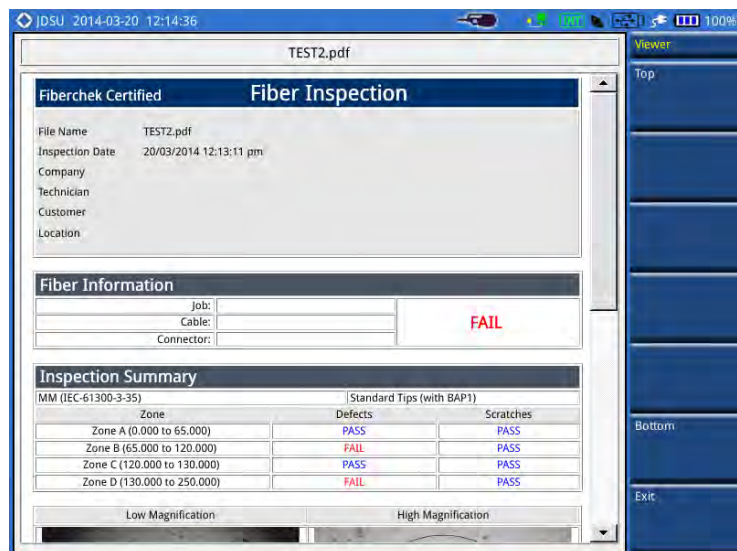 JDSU 2014-03-20 12:14:36
100%
TEST2.pdf
Viewer
Top
Fiberchek Certified Fiber Inspection
File Name TEST2.pdf
Inspection Date 20/03/2014 12:13:11 pm
Company
Technician
Customer
Location
Fiber Information
Job:
Cable:
Connector:
FAIL
Inspection Summary
MM (IEC-61300-3-35) Standard Tips (with BAP1)
Zone Defects Scratches
Zone A (0.000 to 65.000) PASS PASS
Zone B (65.000 to 120.000) FAIL PASS
Zone C (120.000 to 130.000) PASS PASS
Zone D (130.000 to 250.000) FAIL PASS
Low Magnification High Magnification
Bottom
Exit